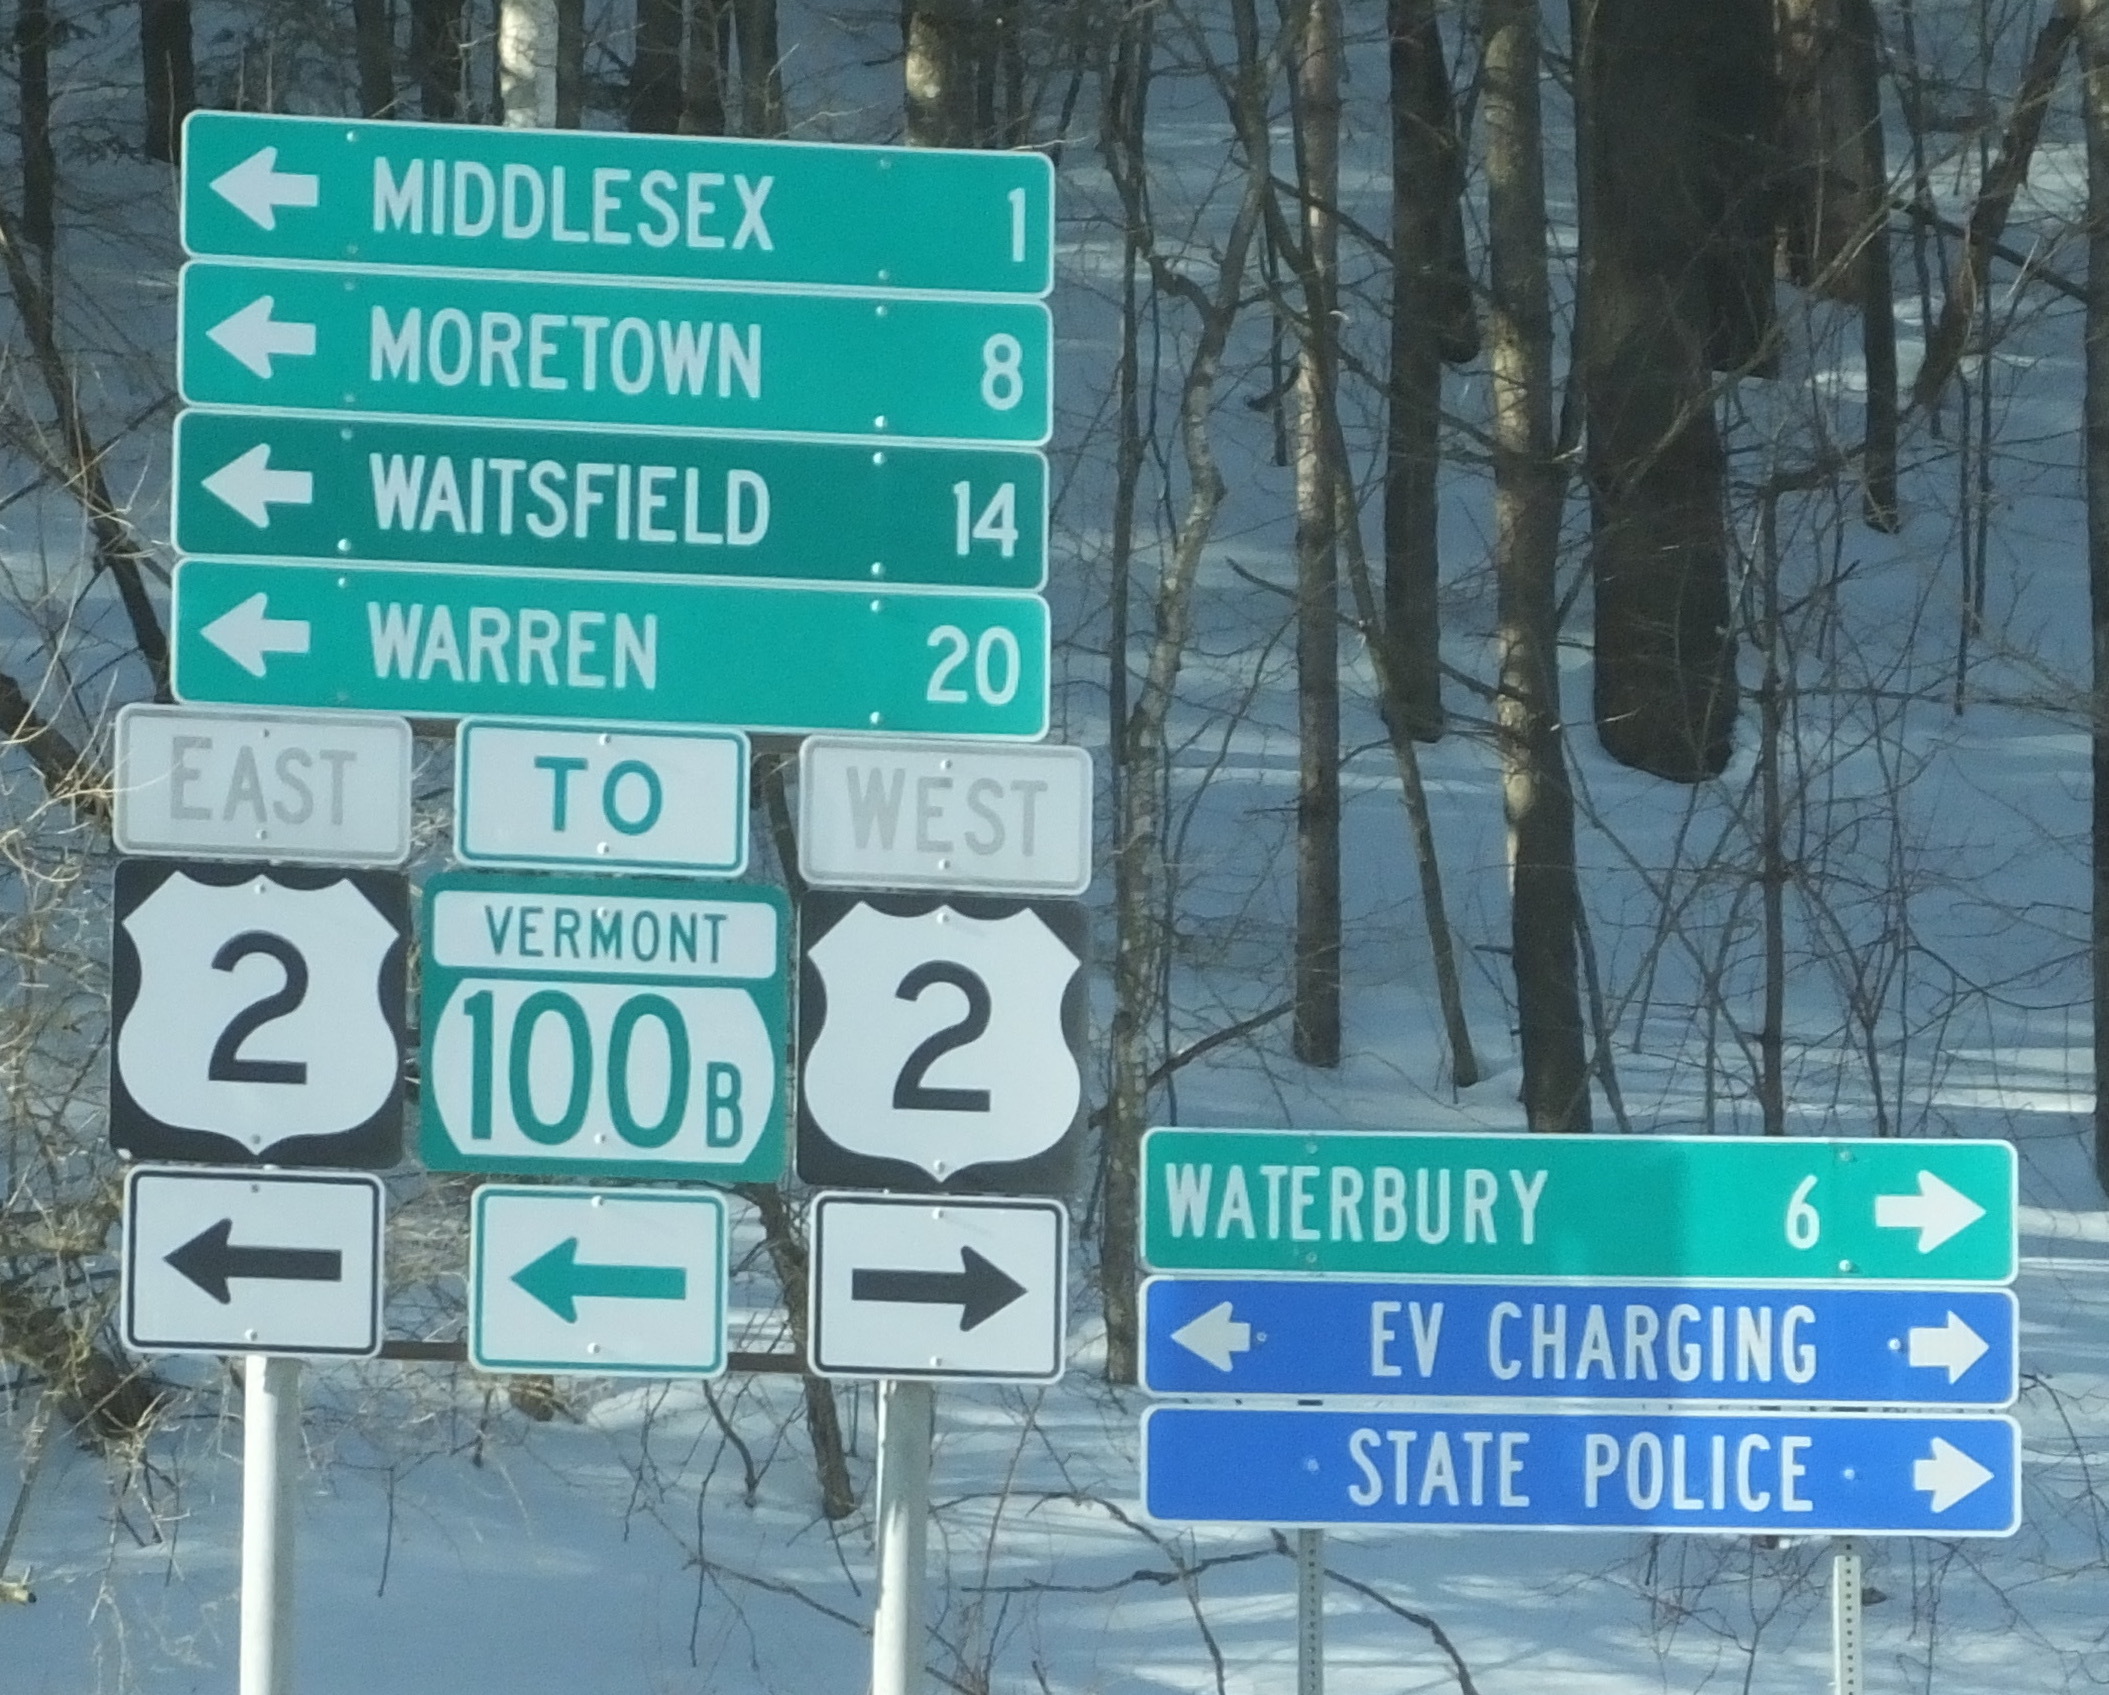 MIDDLESEX 1
MORETOWN 8
WAITSFIELD 14
WARREN 20
EAST
2
TO
VERMONT
100B
WEST
2
WATERBURY 6
EV CHARGING
STATE POLICE